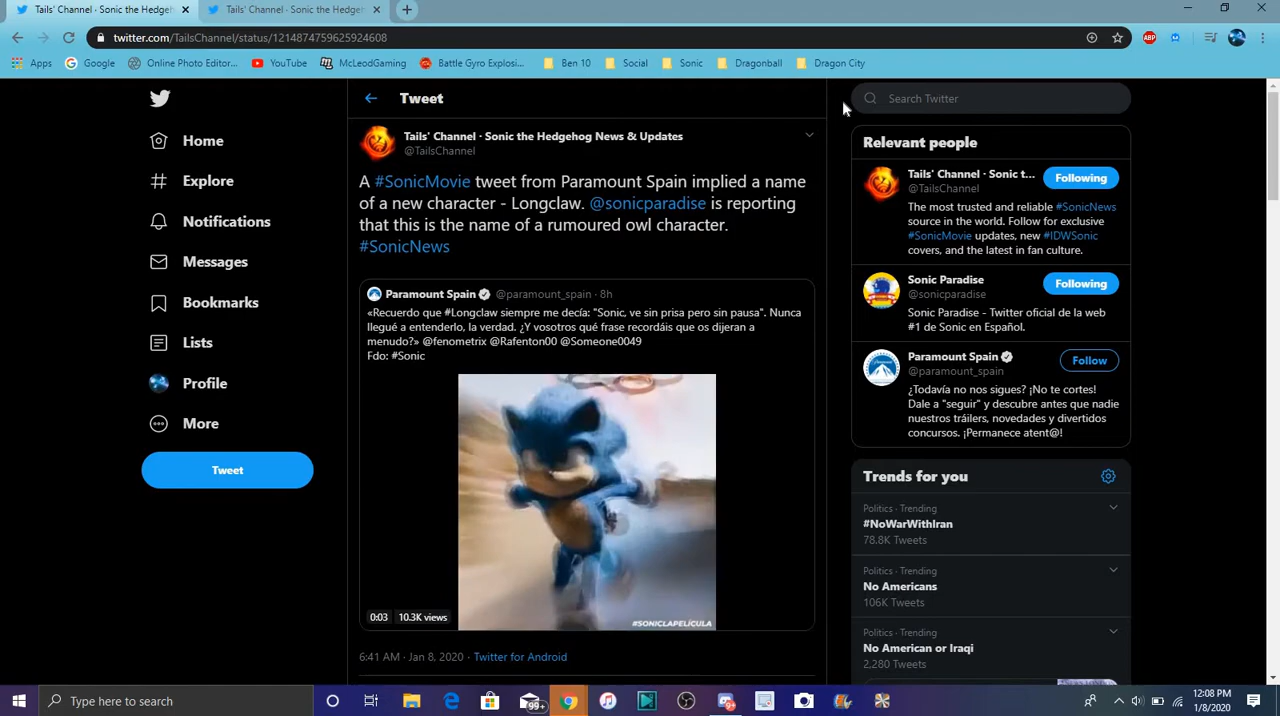 Tails' Channel · Sonic the Hedgeh
Tails' Channel - Sonic the Hedgeh
twitter.com/TailsChannel/status/1214874759625924608
Apps
Google
Online Photo Editor...
YouTube
McLeodGaming
Battle Gyro Explosi...
Ben 10
Social
Sonic
Dragonball
Dragon City
Home
Explore
Notifications
Messages
Bookmarks
Lists
Profile
More
Tweet
Tweet
Tails' Channel · Sonic the Hedgehog News & Updates
@TailsChannel
A #SonicMovie tweet from Paramount Spain implied a name
of a new character - Longclaw. @sonicparadise is reporting
that this is the name of a rumoured owl character.
#SonicNews
Paramount Spain @paramount_spain · 8h
«Recuerdo que #Longclaw siempre me decía: "Sonic, ve sin prisa pero sin pausa". Nunca
llegué a entenderlo, la verdad. ¿Y vosotros qué frase recordáis que os dijeran a
menudo?» @fenometrix @Rafenton00 @Someone0049
Fdo: #Sonic
0:03
10.3K views
#SONICLAPELÍCULA
6:41 AM · Jan 8, 2020 · Twitter for Android
Search Twitter
Relevant people
Tails' Channel · Sonic t...
@TailsChannel
Following
The most trusted and reliable #SonicNews
source in the world. Follow for exclusive
#SonicMovie updates, new #IDWSonic
covers, and the latest in fan culture.
Sonic Paradise
@sonicparadise
Following
Sonic Paradise - Twitter oficial de la web
#1 de Sonic en Español.
Paramount Spain
@paramount_spain
Follow
¿Todavía no nos sigues? ¡No te cortes!
Dale a "seguir" y descubre antes que nadie
nuestros tráilers, novedades y divertidos
concursos. ¡Permanece atent@!
Trends for you
Politics · Trending
#NoWarWithIran
78.8K Tweets
Politics · Trending
No Americans
106K Tweets
Politics · Trending
No American or Iraqi
2,280 Tweets
Type here to search
99+
12:08 PM
1/8/2020